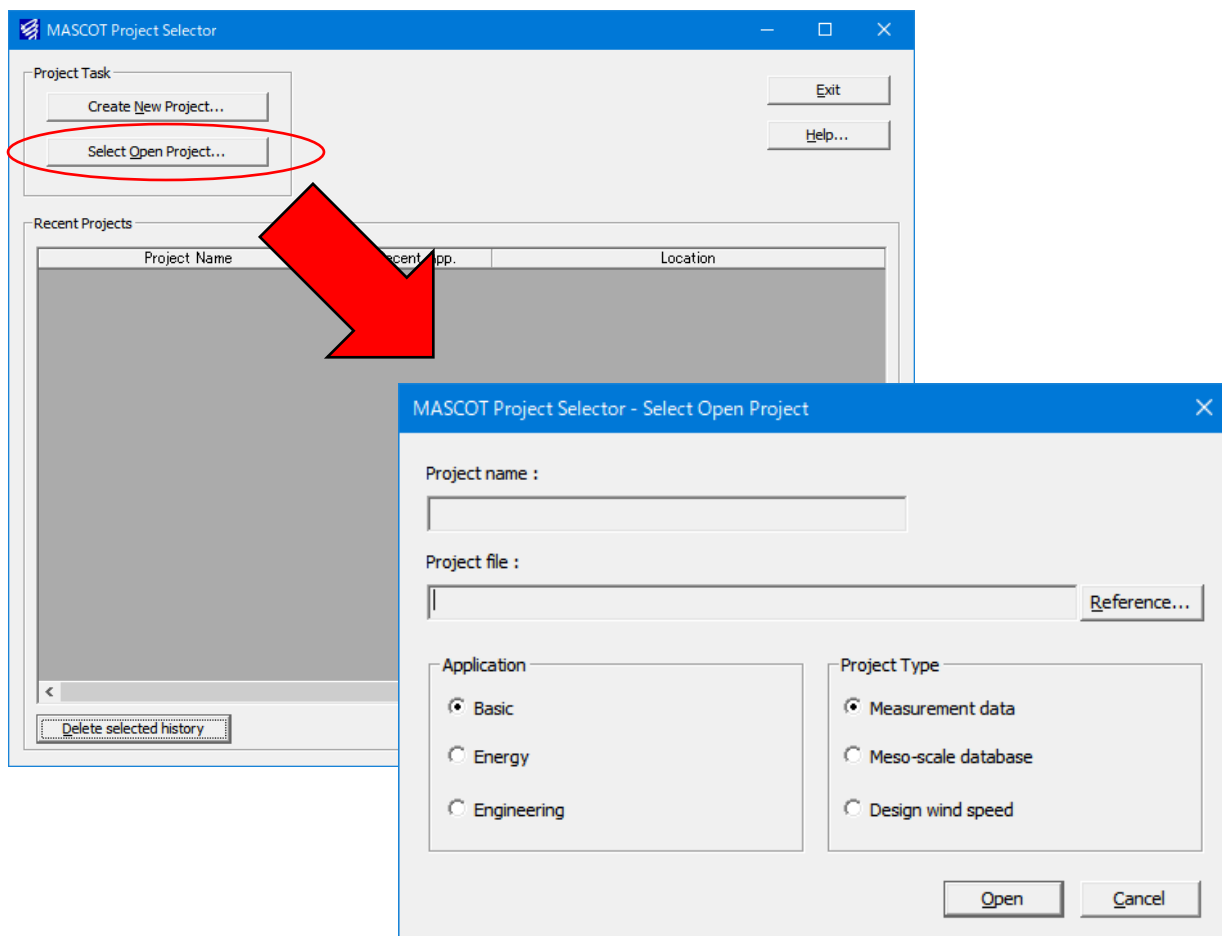 MASCOT Project Selector
Project Task
Create New Project...
Select Open Project...
Exit
Help...
Recent Projects
Project Name
App.
Location
Delete selected history
MASCOT Project Selector - Select Open Project
Project name :
Project file :
Reference...
Application
Basic
Energy
Engineering
Project Type
Measurement data
Meso-scale database
Design wind speed
Open
Cancel